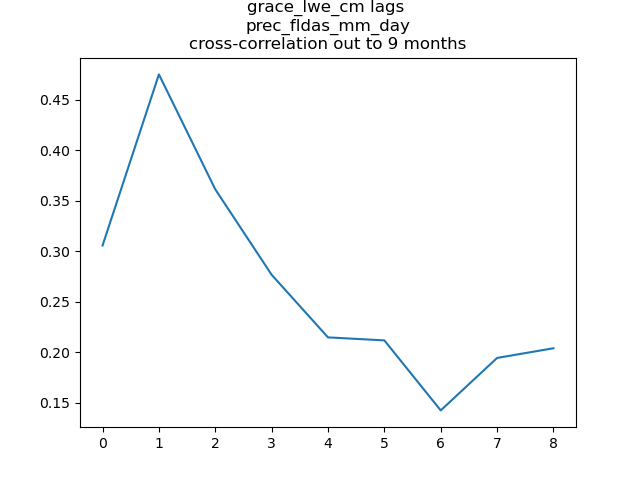 grace_lwe_cm lags
prec_fldas_mm_day
cross-correlation out to 9 months
0.45
0.40
0.35
0.30
0.25
0.20
0.15
0 1 2 3 4 5 6 7 8